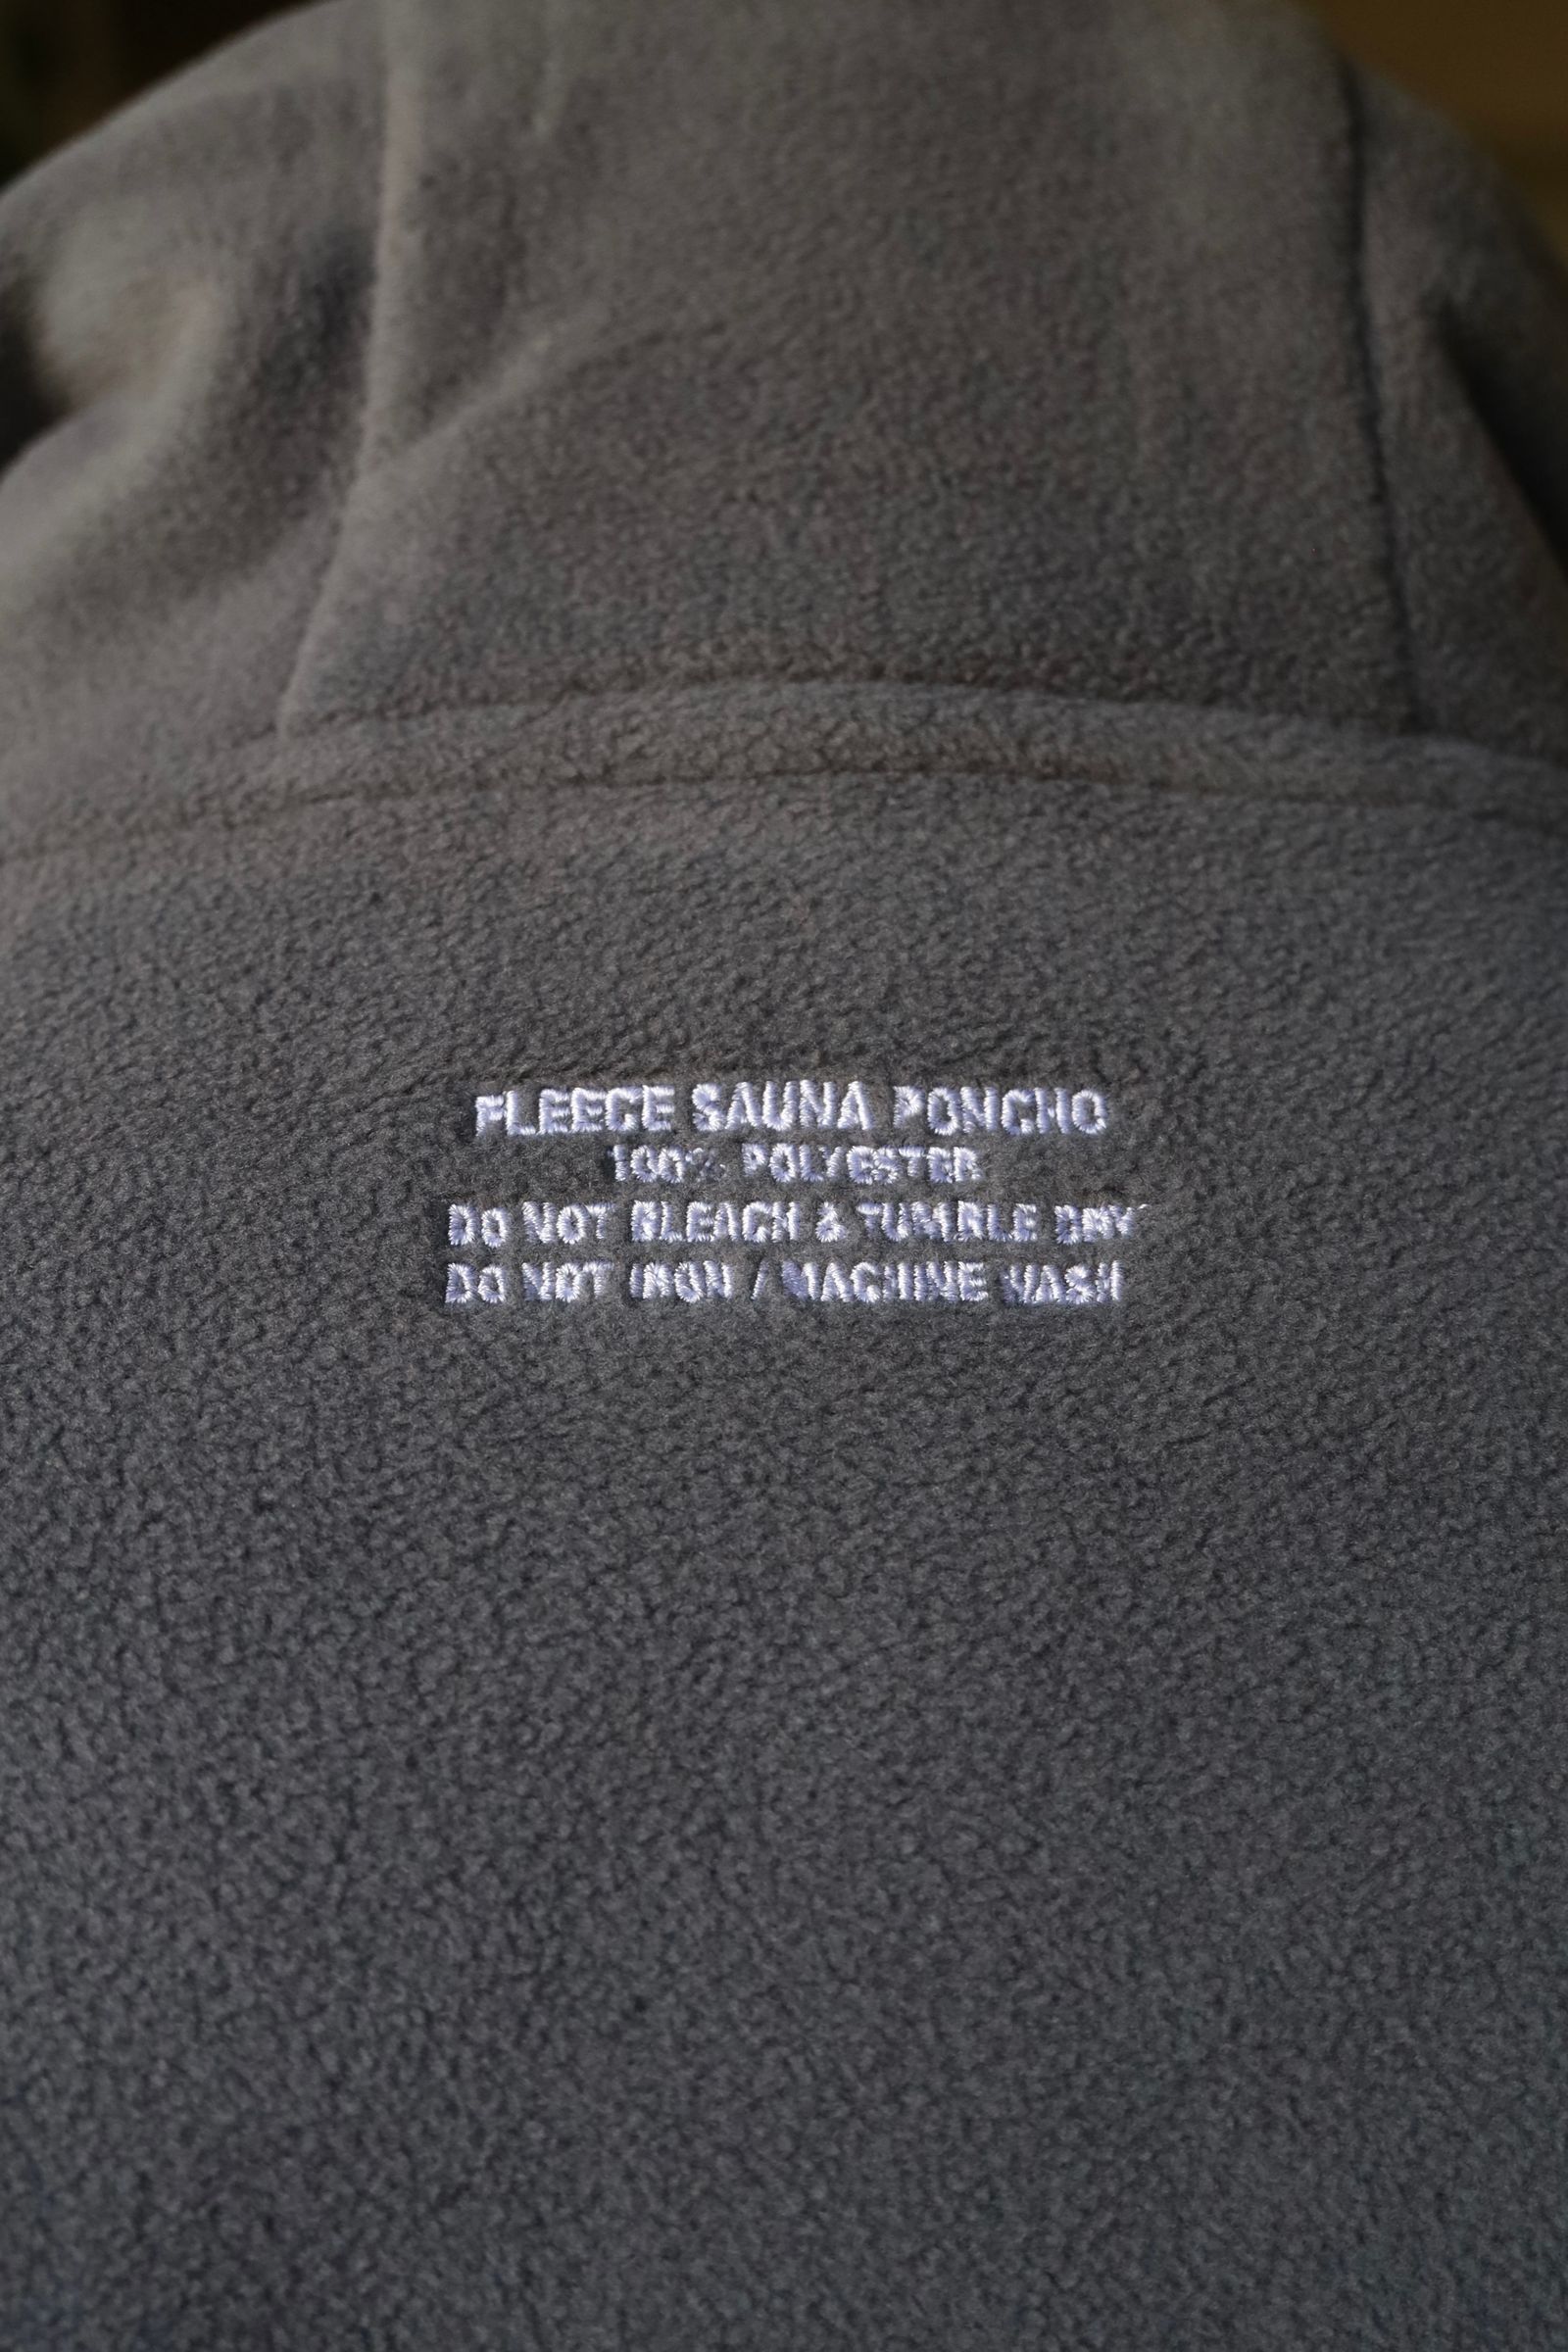 FLEECE SAUNA PONCHO
100% POLYESTER
DO NOT BLEACH & TUMBLE DRY
DO NOT IRON / MACHINE WASH